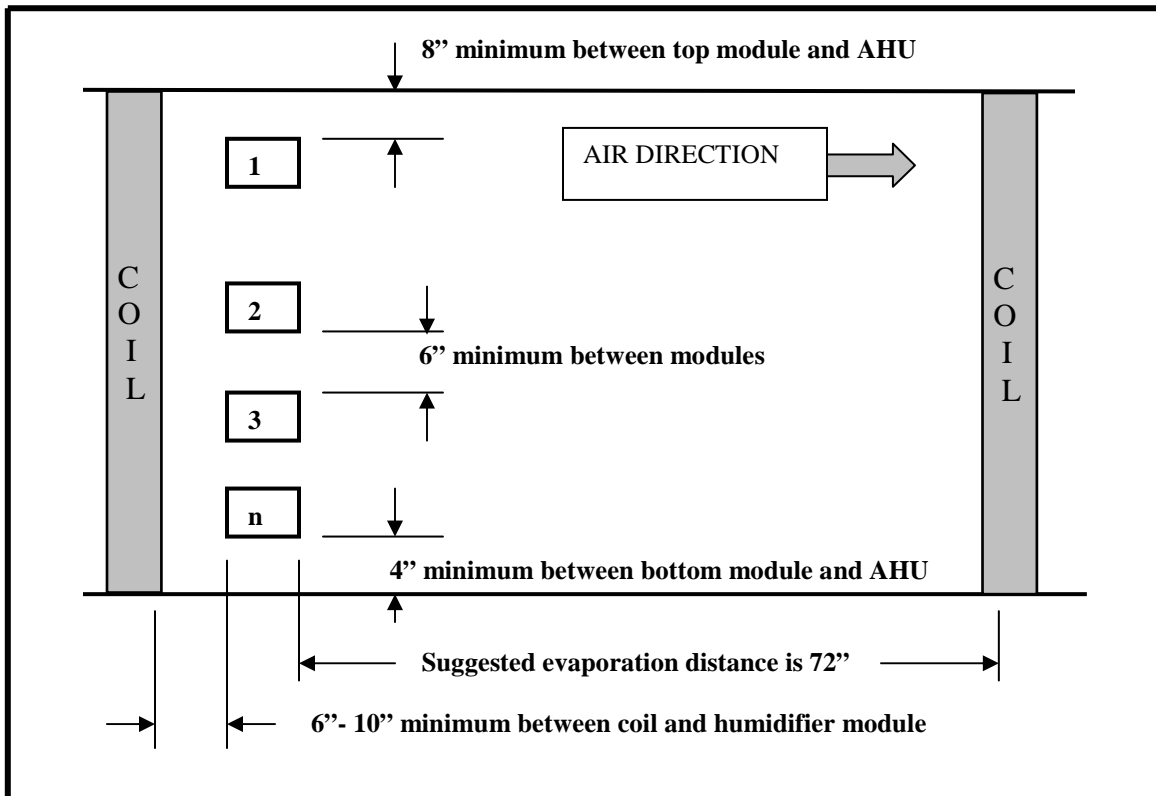 8” minimum between top module and AHU
AIR DIRECTION
1
C
O
I
L
C
O
I
L
2
6” minimum between modules
3
n
4” minimum between bottom module and AHU
Suggested evaporation distance is 72”
6”- 10” minimum between coil and humidifier module